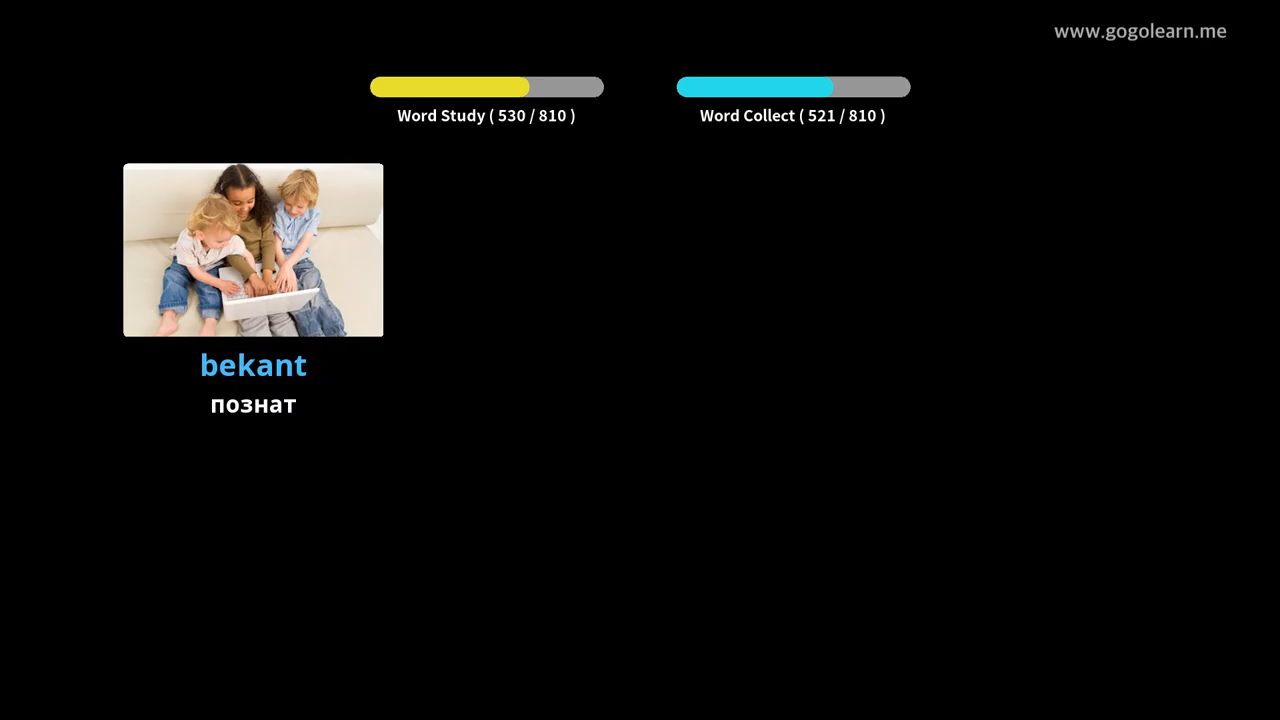 www.gogolearn.me
Word Study ( 530 / 810 )
Word Collect ( 521 / 810 )
bekant
познат